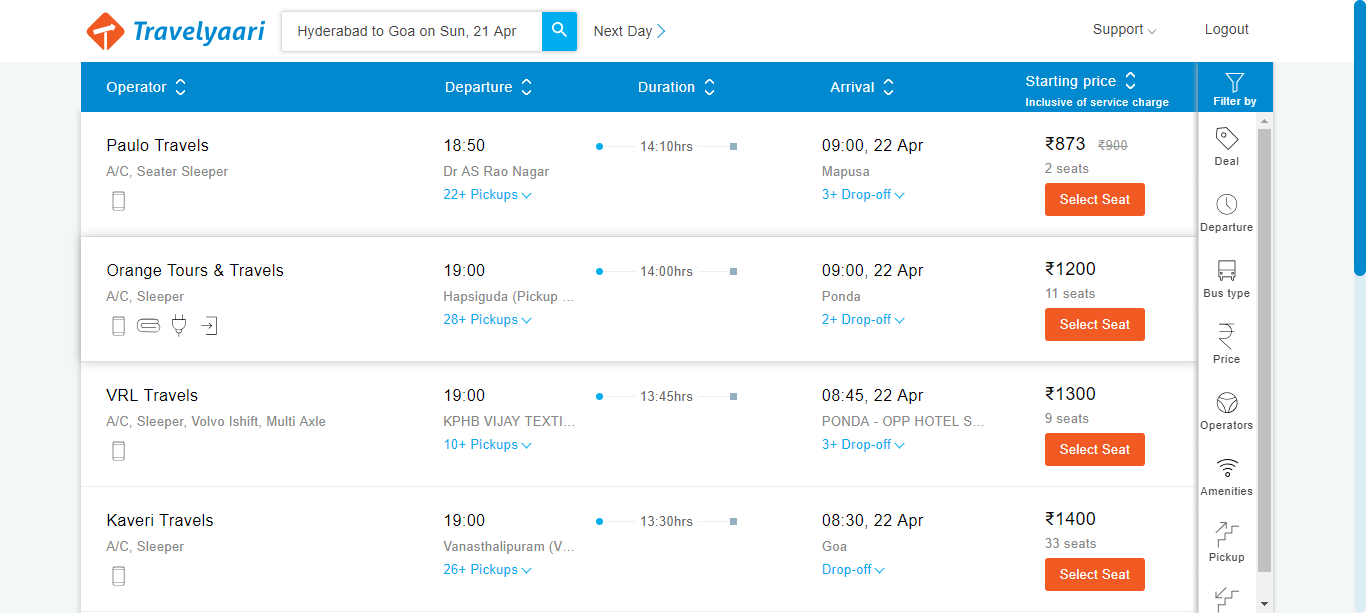 Travelyaari
Hyderabad to Goa on Sun, 21 Apr
Next Day
Support
Logout
Operator
Departure
Duration
Arrival
Starting price
Inclusive of service charge
Filter by
Paulo Travels
18:50
14:10hrs
09:00, 22 Apr
₹873 ₹900
A/C, Seater Sleeper
Dr AS Rao Nagar
Mapusa
2 seats
22+ Pickups
3+ Drop-off
Select Seat
Orange Tours & Travels
19:00
14:00hrs
09:00, 22 Apr
₹1200
A/C, Sleeper
Hapsiguda (Pickup ...
Ponda
11 seats
28+ Pickups
2+ Drop-off
Select Seat
VRL Travels
19:00
13:45hrs
08:45, 22 Apr
₹1300
A/C, Sleeper, Volvo Ishift, Multi Axle
KPHB VIJAY TEXTI...
PONDA - OPP HOTEL S...
9 seats
10+ Pickups
3+ Drop-off
Select Seat
Kaveri Travels
19:00
13:30hrs
08:30, 22 Apr
₹1400
A/C, Sleeper
Vanasthalipuram (V...
Goa
33 seats
26+ Pickups
Drop-off
Select Seat
Deal
Departure
Bus type
Price
Operators
Amenities
Pickup